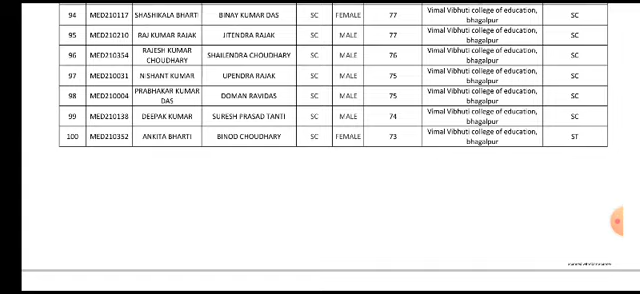 94 MED210117 SHASHIKALA BHARTI BINAY KUMAR DAS SC FEMALE 77 Vimal Vibhuti college of education, bhagalpur SC
95 MED210210 RAJ KUMAR RAJAK JITENDRA RAJAK SC MALE 77 Vimal Vibhuti college of education, bhagalpur SC
96 MED210354 RAJESH KUMAR CHOUDHARY SHAILENDRA CHOUDHARY SC MALE 76 Vimal Vibhuti college of education, bhagalpur SC
97 MED210031 NISHANT KUMAR UPENDRA RAJAK SC MALE 75 Vimal Vibhuti college of education, bhagalpur SC
98 MED210004 PRABHAKAR KUMAR DAS DOMAN RAVIDAS SC MALE 75 Vimal Vibhuti college of education, bhagalpur SC
99 MED210138 DEEPAK KUMAR SURESH PRASAD TANTI SC MALE 74 Vimal Vibhuti college of education, bhagalpur SC
100 MED210352 ANKITA BHARTI BINOD CHOUDHARY SC FEMALE 73 Vimal Vibhuti college of education, bhagalpur ST